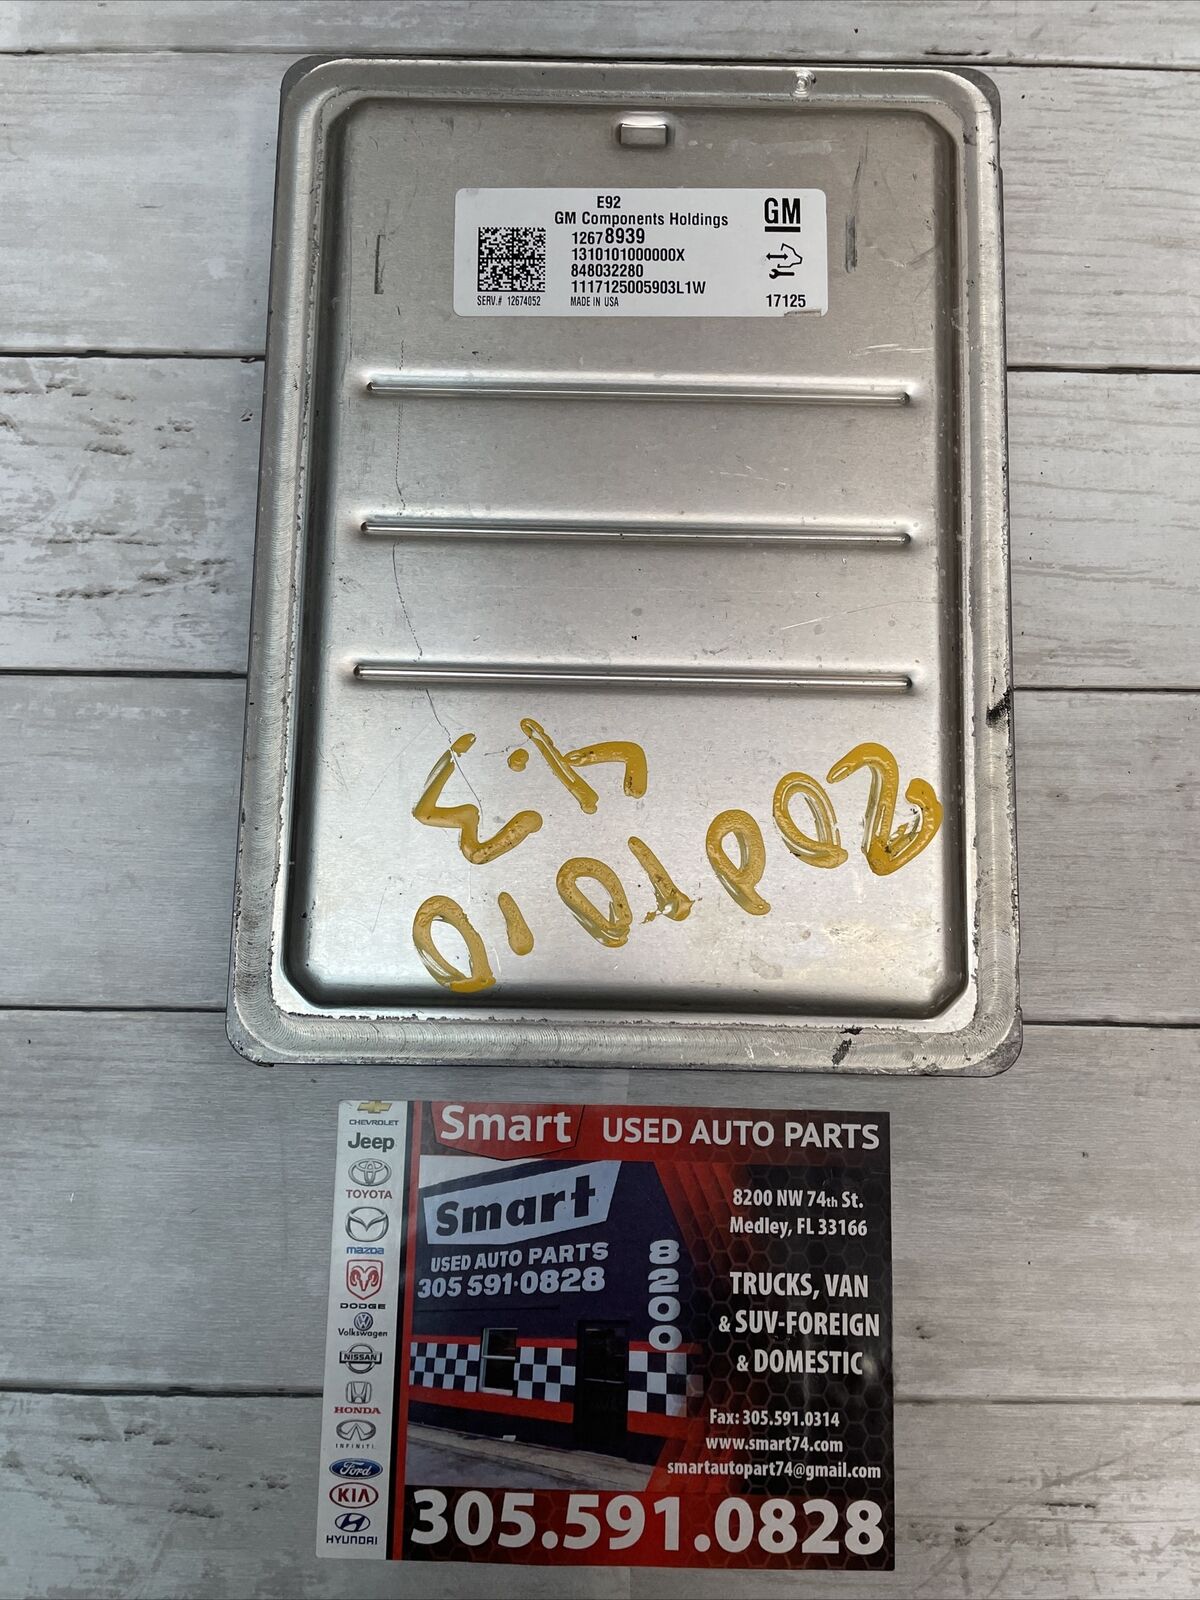 E92
GM Components Holdings
GM
12678939
1310101000000X
848032280
1117125005903L1W
SERV.# 12674052
MADE IN USA
17125
4.3
CHEVROLET
Jeep
TOYOTA
mazda
DODGE
Volkswagen
NISSAN
HONDA
INFINITI
Ford
KIA
HYUNDAI
Smart USED AUTO PARTS
Smart
USED AUTO PARTS
305 591·0828
8200
8200 NW 74th St.
Medley, FL 33166
TRUCKS, VAN
& SUV-FOREIGN
& DOMESTIC
Fax: 305.591.0314
www.smart74.com
smartautopart74@gmail.com
305.591.0828